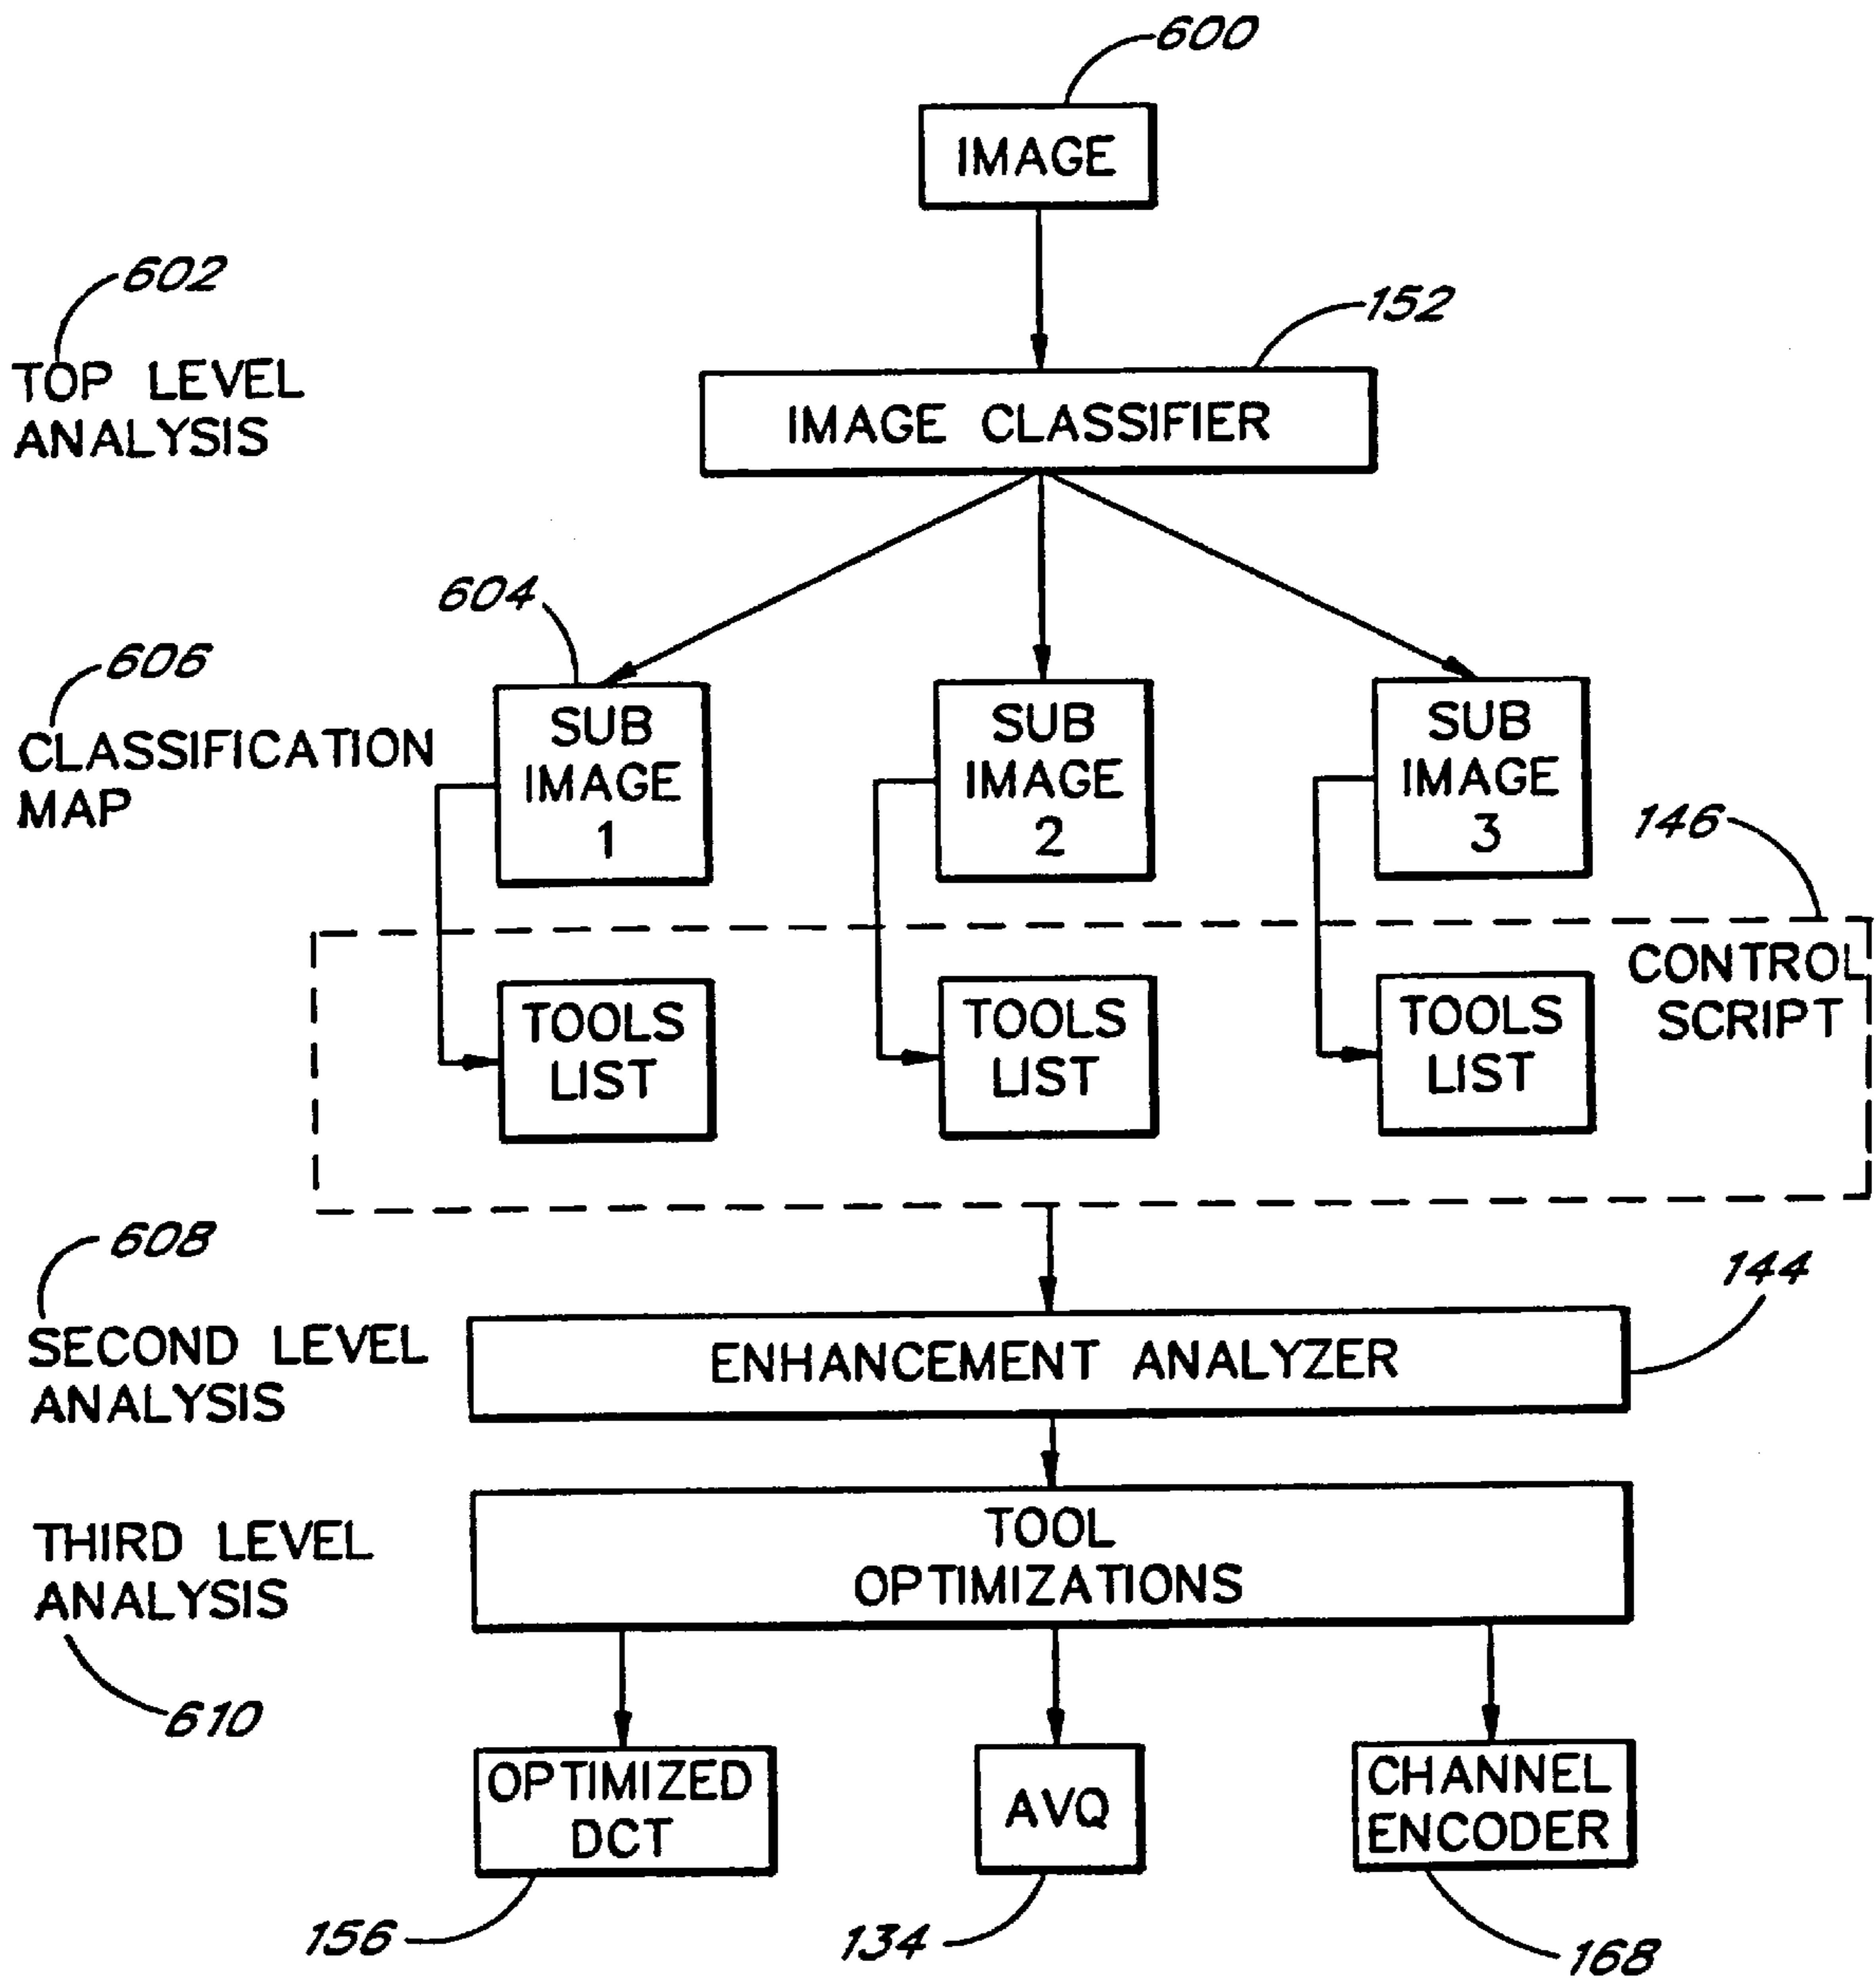 600
IMAGE
602
TOP LEVEL
ANALYSIS
152
IMAGE CLASSIFIER
604
606
CLASSIFICATION
MAP
SUB
IMAGE
1
SUB
IMAGE
2
SUB
IMAGE
3
146
CONTROL
SCRIPT
TOOLS
LIST
TOOLS
LIST
TOOLS
LIST
608
SECOND LEVEL
ANALYSIS
144
ENHANCEMENT ANALYZER
THIRD LEVEL
ANALYSIS
610
TOOL
OPTIMIZATIONS
OPTIMIZED
DCT
AVQ
CHANNEL
ENCODER
156
134
168